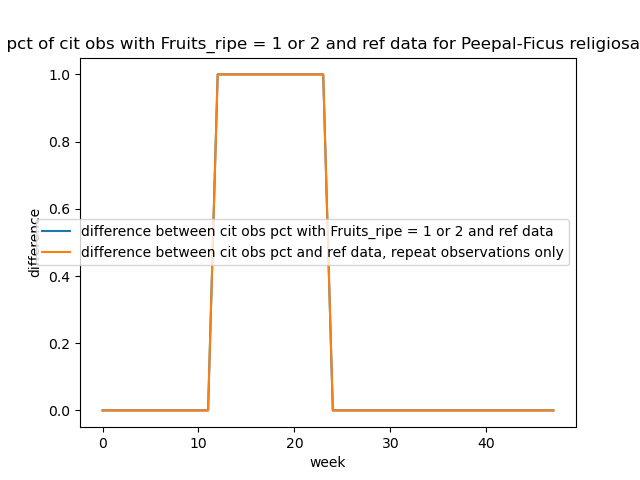 pct of cit obs with Fruits_ripe = 1 or 2 and ref data for Peepal-Ficus religiosa
1.0
0.8
0.6
0.4
0.2
0.0
difference
difference between cit obs pct with Fruits_ripe = 1 or 2 and ref data
difference between cit obs pct and ref data, repeat observations only
0 10 20 30 40
week